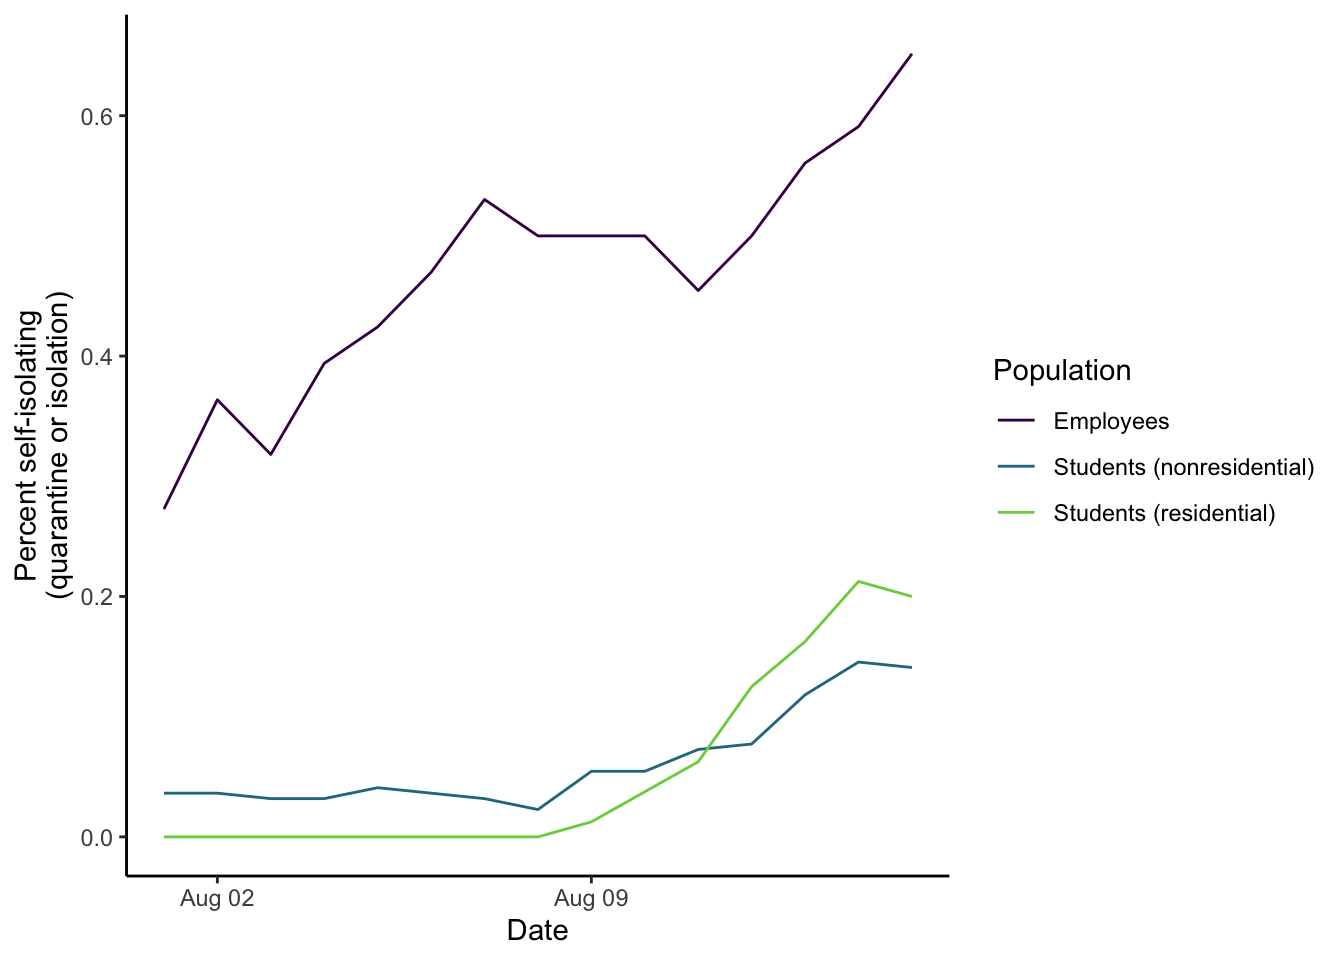 0.6
0.4
0.2
0.0
Percent self-isolating
(quarantine or isolation)
Aug 02
Aug 09
Date
Population
Employees
Students (nonresidential)
Students (residential)